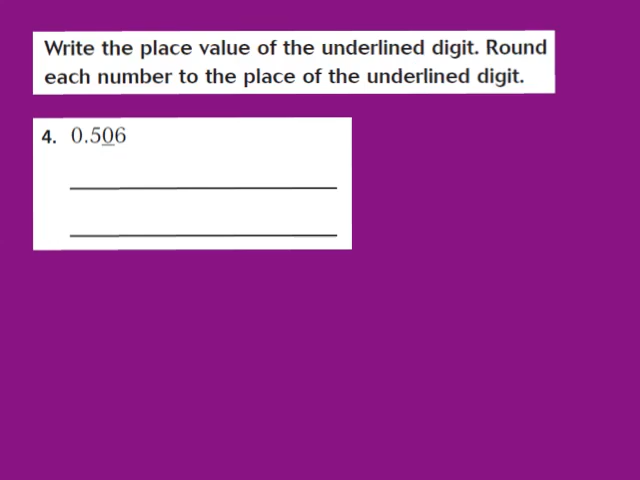 Write the place value of the underlined digit. Round
each number to the place of the underlined digit.
4. 0.506